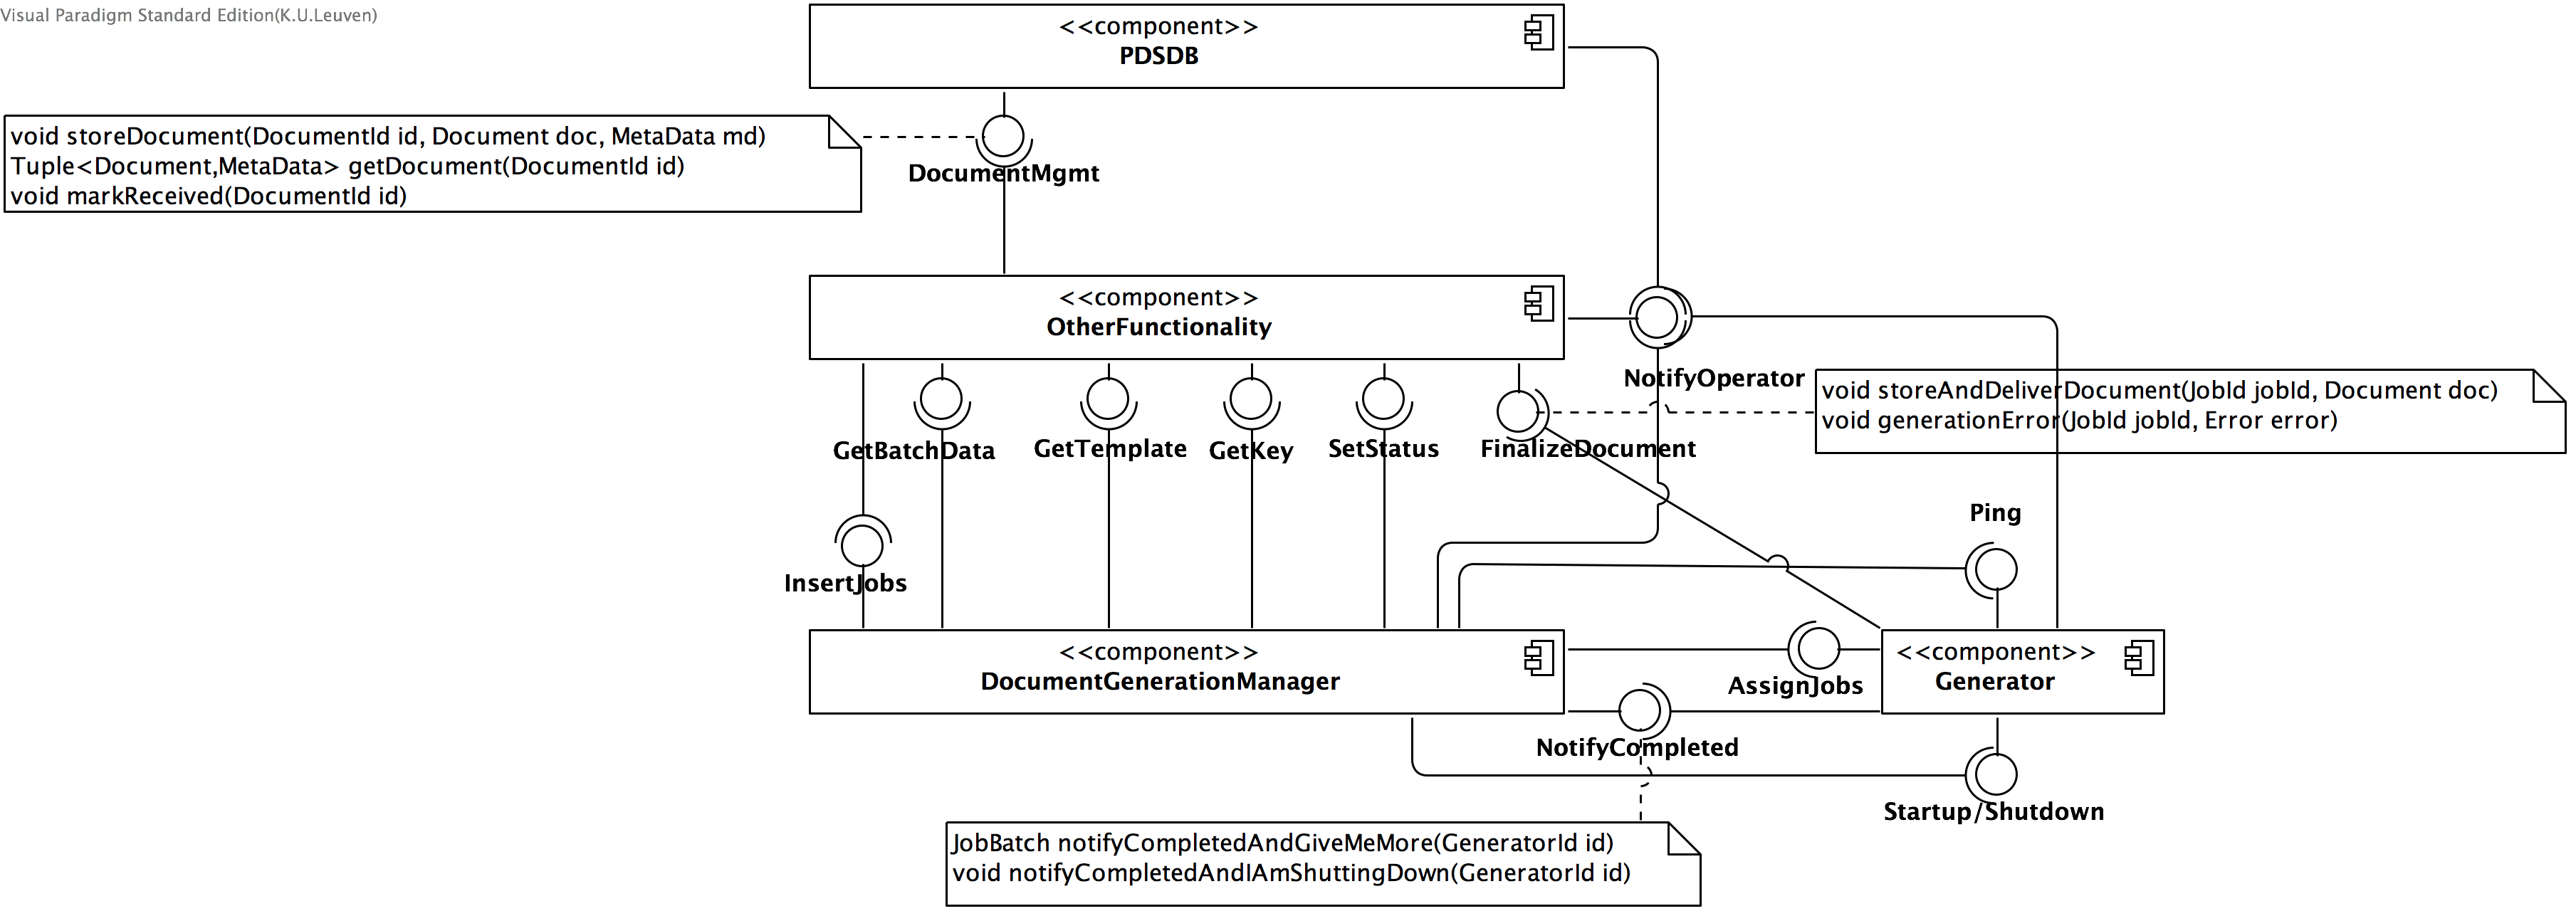 Visual Paradigm Standard Edition(K.U.Leuven)
<<component>>
PDSDB
void storeDocument(DocumentId id, Document doc, MetaData md)
Tuple<Document,MetaData> getDocument(DocumentId id)
void markReceived(DocumentId id)
DocumentMgmt
<<component>>
OtherFunctionality
NotifyOperator
void storeAndDeliverDocument(JobId jobId, Document doc)
void generationError(JobId jobId, Error error)
GetBatchData
GetTemplate
GetKey
SetStatus
FinalizeDocument
Ping
InsertJobs
<<component>>
DocumentGenerationManager
AssignJobs
<<component>>
Generator
NotifyCompleted
Startup/Shutdown
JobBatch notifyCompletedAndGiveMeMore(GeneratorId id)
void notifyCompletedAndIAmShuttingDown(GeneratorId id)